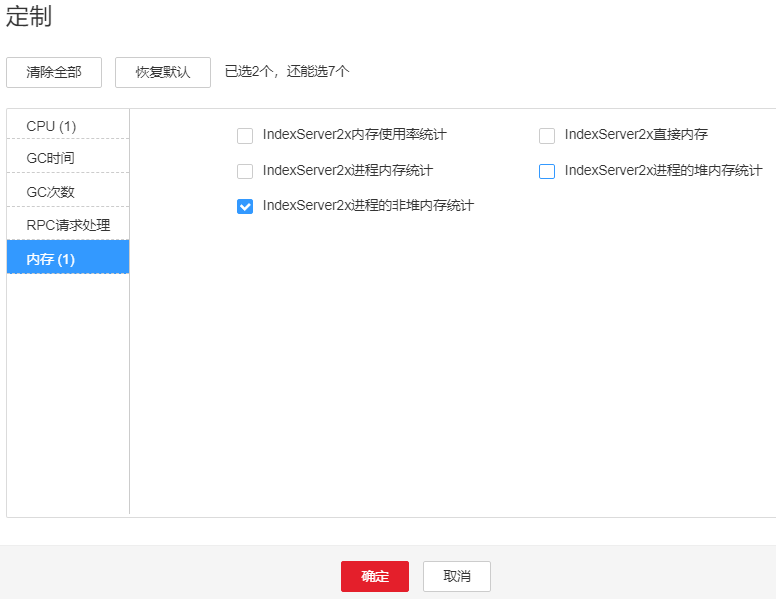 定制
清除全部 恢复默认 已选2个，还能选7个
CPU (1)
GC时间
GC次数
RPC请求处理
内存 (1)
IndexServer2x内存使用率统计 IndexServer2x直接内存
IndexServer2x进程内存统计 IndexServer2x进程的堆内存统计
IndexServer2x进程的非堆内存统计
确定 取消